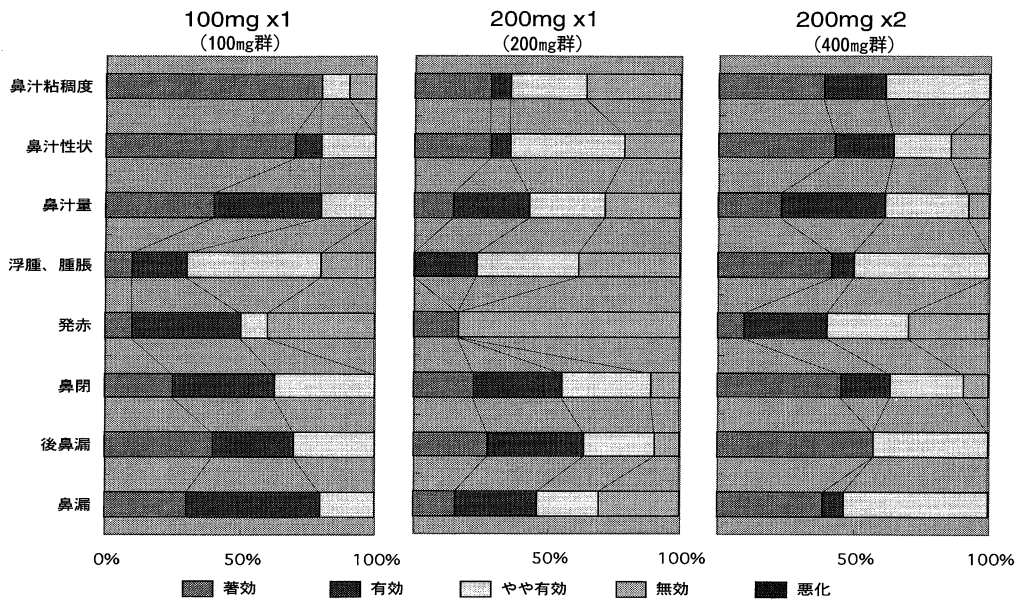 100mg x1
(100㎎群)
200mg x1
(200㎎群)
200mg x2
(400㎎群)
鼻汁粘稠度
鼻汁性状
鼻汁量
浮腫、腫脹
発赤
鼻閉
後鼻漏
鼻漏
0% 50% 100%
50% 100%
50% 100%
著効 有効 やや有効 無効 悪化